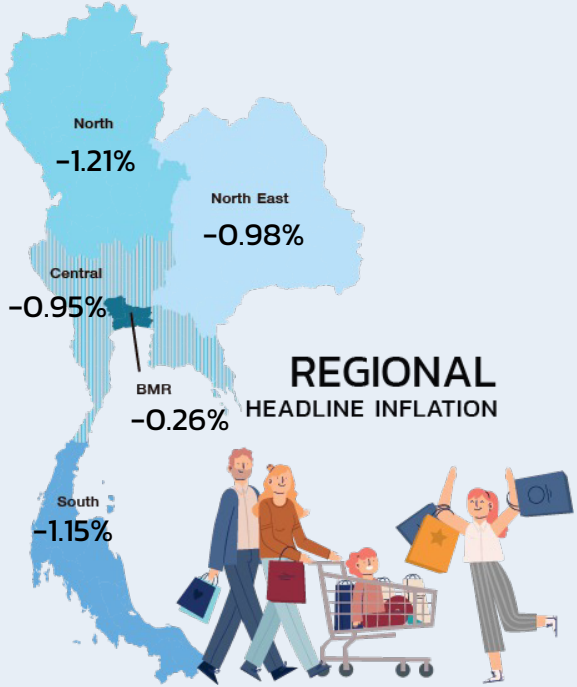 North
-1.21%
North East
-0.98%
Central
-0.95%
BMR
-0.26%
REGIONAL
HEADLINE INFLATION
South
-1.15%